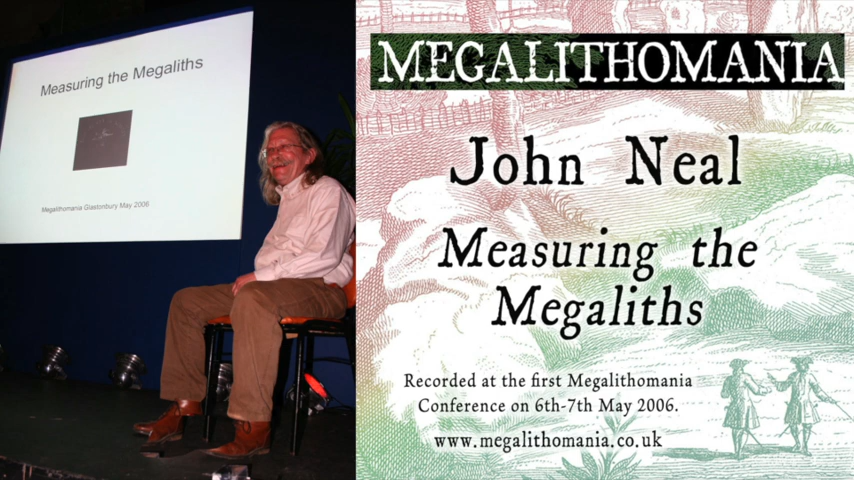 Measuring the Megaliths
Megalithomania Glastonbury May 2006
MEGALITHOMANIA
John Neal
Measuring the
Megaliths
Recorded at the first Megalithomania
Conference on 6th-7th May 2006.
www.megalithomania.co.uk